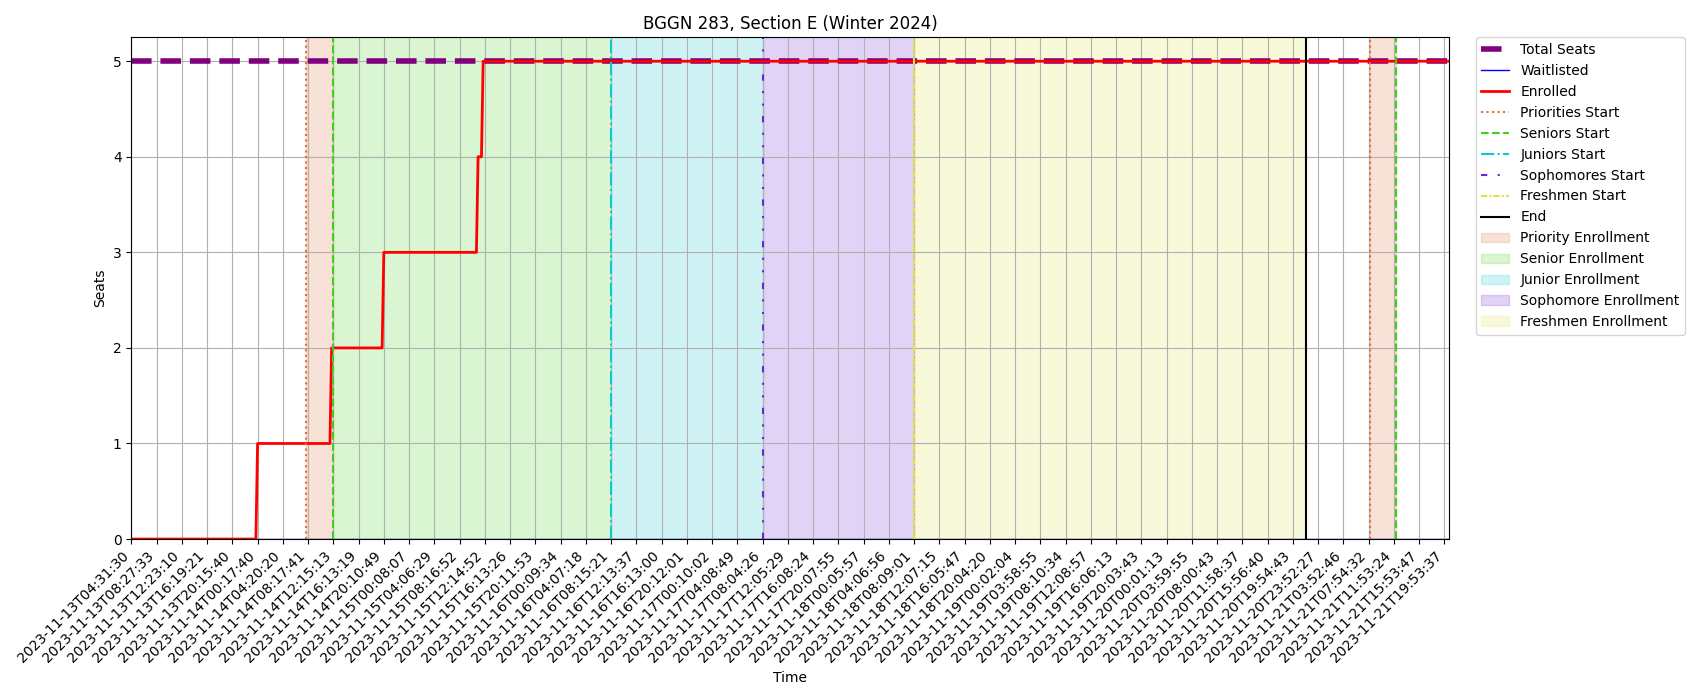 BGGN 283, Section E (Winter 2024)
Seats
5
4
3
2
1
0
2023-11-13T04:31:30
2023-11-13T08:27:33
2023-11-13T12:23:10
2023-11-13T16:19:21
2023-11-13T20:15:40
2023-11-14T00:17:40
2023-11-14T04:20:20
2023-11-14T08:17:41
2023-11-14T12:15:13
2023-11-14T16:13:19
2023-11-14T20:10:49
2023-11-15T00:08:07
2023-11-15T04:06:29
2023-11-15T08:16:52
2023-11-15T12:14:52
2023-11-15T16:13:26
2023-11-15T20:11:53
2023-11-16T00:09:34
2023-11-16T04:07:18
2023-11-16T08:15:21
2023-11-16T12:13:37
2023-11-16T16:13:00
2023-11-16T20:12:01
2023-11-17T00:10:02
2023-11-17T04:08:49
2023-11-17T08:04:26
2023-11-17T12:05:29
2023-11-17T16:08:24
2023-11-17T20:07:55
2023-11-18T00:05:57
2023-11-18T04:06:56
2023-11-18T08:09:01
2023-11-18T12:07:15
2023-11-18T16:05:47
2023-11-18T20:04:20
2023-11-19T00:02:04
2023-11-19T03:58:55
2023-11-19T08:10:34
2023-11-19T12:08:57
2023-11-19T16:06:13
2023-11-19T20:03:43
2023-11-20T00:01:13
2023-11-20T03:59:55
2023-11-20T08:00:43
2023-11-20T11:58:37
2023-11-20T15:56:40
2023-11-20T19:54:43
2023-11-20T23:52:27
2023-11-21T03:52:46
2023-11-21T07:54:32
2023-11-21T11:53:24
2023-11-21T15:53:47
2023-11-21T19:53:37
Time
Total Seats
Waitlisted
Enrolled
Priorities Start
Seniors Start
Juniors Start
Sophomores Start
Freshmen Start
End
Priority Enrollment
Senior Enrollment
Junior Enrollment
Sophomore Enrollment
Freshmen Enrollment